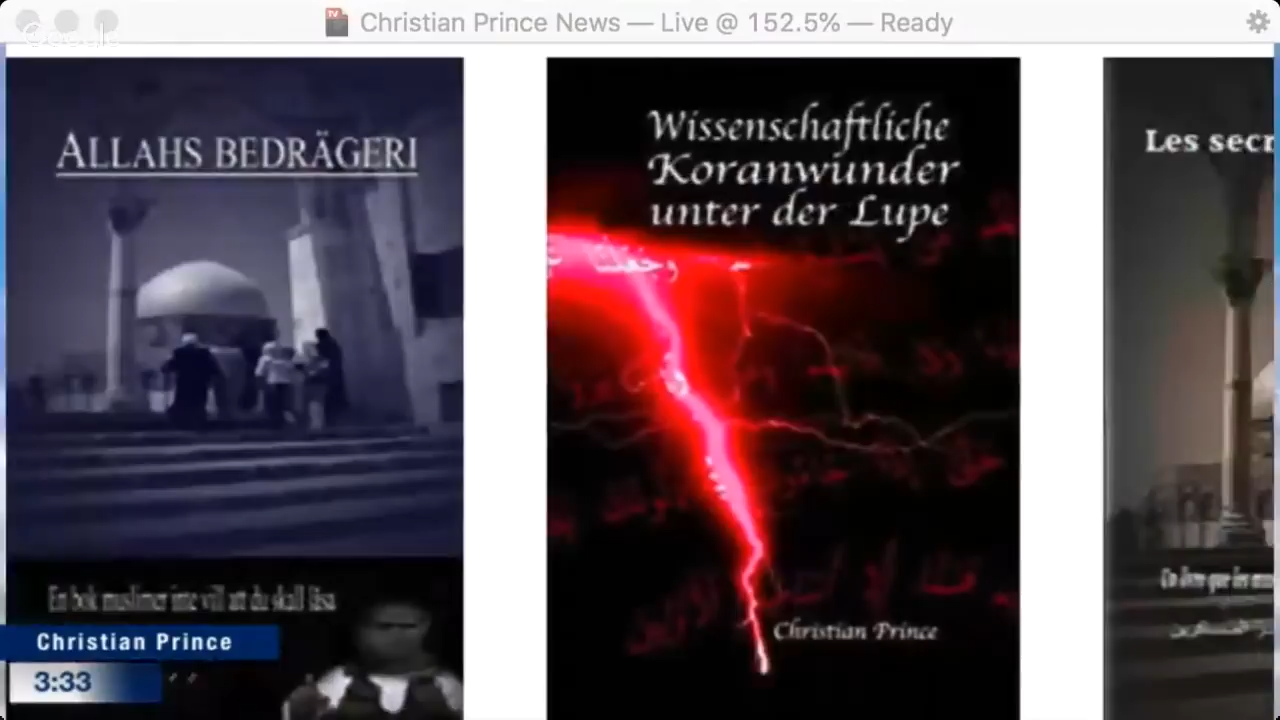 Christian Prince News — Live @ 152.5% — Ready
Google
ALLAHS BEDRÄGERI
En bok muslimer inte vill att du skall läsa
Christian Prince
3:33
Wissenschaftliche
Koranwunder
unter der Lupe
Christian Prince
Les secr